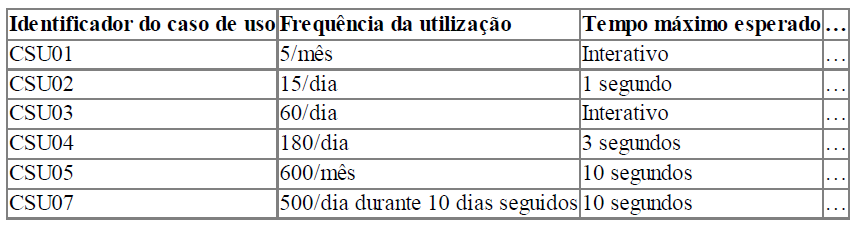 Identificador do caso de uso Frequência da utilização Tempo máximo esperado …
CSU01 5/mês Interativo …
CSU02 15/dia 1 segundo …
CSU03 60/dia Interativo …
CSU04 180/dia 3 segundos …
CSU05 600/mês 10 segundos …
CSU07 500/dia durante 10 dias seguidos 10 segundos …